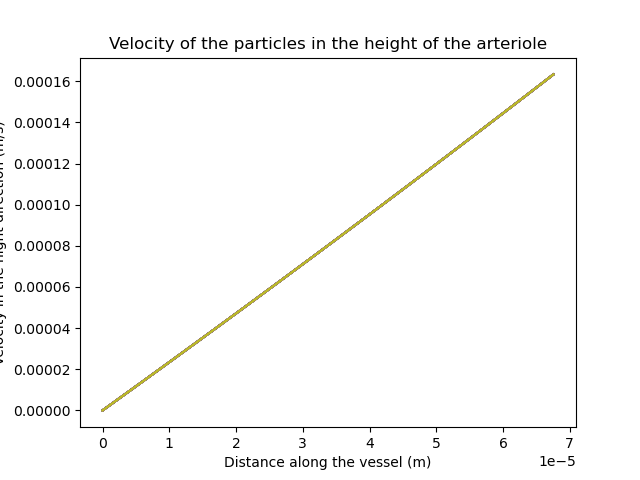 Velocity of the particles in the height of the arteriole
0.00016
0.00014
0.00012
0.00010
0.00008
0.00006
0.00004
0.00002
0.00000
0 1 2 3 4 5 6 7
1e−5
Distance along the vessel (m)